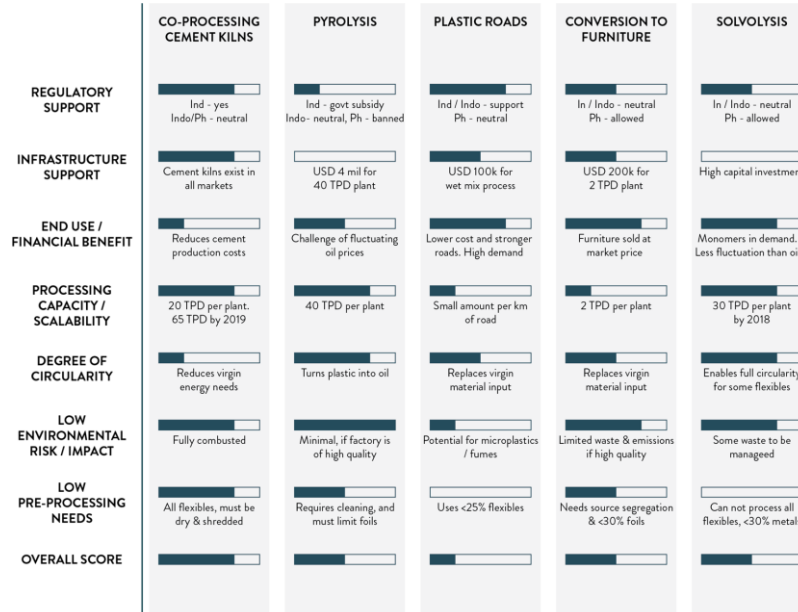 CO-PROCESSING
CEMENT KILNS
PYROLYSIS
PLASTIC ROADS
CONVERSION TO
FURNITURE
SOLVOLYSIS
REGULATORY
SUPPORT
Ind - yes
Indo/Ph - neutral
Ind - govt subsidy
Indo- neutral, Ph - banned
Ind / Indo - support
Ph - neutral
In / Indo - neutral
Ph - allowed
In / Indo - neutral
Ph - allowed
INFRASTRUCTURE
SUPPORT
Cement kilns exist in
all markets
USD 4 mil for
40 TPD plant
USD 100k for
wet mix process
USD 200k for
2 TPD plant
High capital investmen
END USE /
FINANCIAL BENEFIT
Reduces cement
production costs
Challenge of fluctuating
oil prices
Lower cost and stronger
roads. High demand
Furniture sold at
market price
Monomers in demand.
Less fluctuation than oi
PROCESSING
CAPACITY /
SCALABILITY
20 TPD per plant.
65 TPD by 2019
40 TPD per plant
Small amount per km
of road
2 TPD per plant
30 TPD per plant
by 2018
DEGREE OF
CIRCULARITY
Reduces virgin
energy needs
Turns plastic into oil
Replaces virgin
material input
Replaces virgin
material input
Enables full circularity
for some flexibles
LOW
ENVIRONMENTAL
RISK / IMPACT
Fully combusted
Minimal, if factory is
of high quality
Potential for microplastics
/ fumes
Limited waste & emissions
if high quality
Some waste to be
manageed
LOW
PRE-PROCESSING
NEEDS
All flexibles, must be
dry & shredded
Requires cleaning, and
must limit foils
Uses <25% flexibles
Needs source segregation
& <30% foils
Can not process all
flexibles, <30% metal
OVERALL SCORE